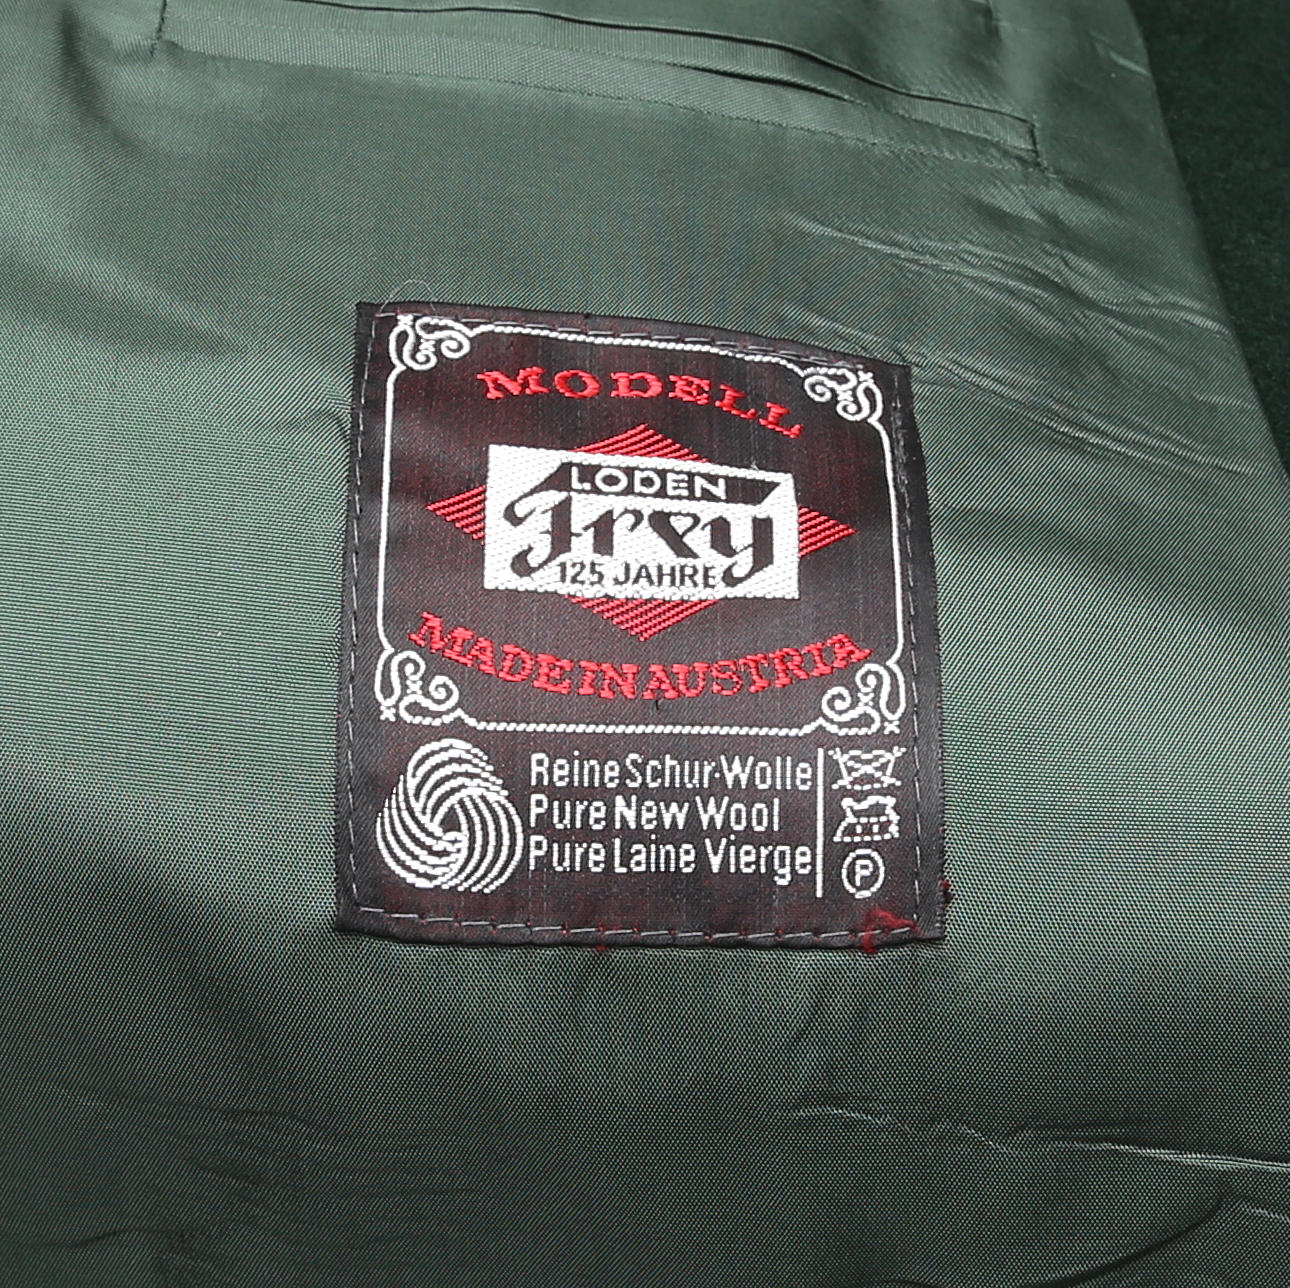 MODELL
LODEN
Frey
125 JAHRE
MADE IN AUSTRIA
Reine Schur-Wolle
Pure New Wool
Pure Laine Vierge
P